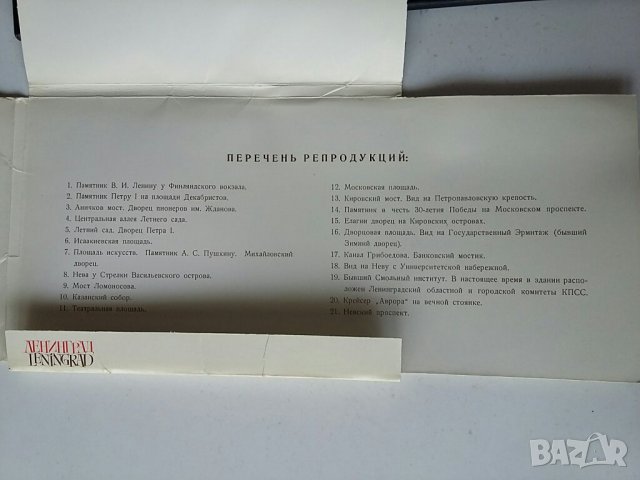 ПЕРЕЧЕНЬ РЕПРОДУКЦИЙ:
1. Памятник В. И. Ленину у Финляндского вокзала.
2. Памятник Петру I на площади Декабристов.
3. Аничков мост. Дворец пионеров им. Жданова.
4. Центральная аллея Летнего сада.
5. Летний сад. Дворец Петра I.
6. Исаакиевская площадь.
7. Площадь искусств. Памятник А. С. Пушкину. Михайловский
дворец.
8. Нева у Стрелки Васильевского острова.
9. Мост Ломоносова.
10. Казанский собор.
11. Театральная площадь.
12. Московская площадь.
13. Кировский мост. Вид на Петропавловскую крепость.
14. Памятник в честь 30-летия Победы на Московском проспекте.
15. Елагин дворец на Кировских островах.
16. Дворцовая площадь. Вид на Государственный Эрмитаж (бывший
Зимний дворец).
17. Канал Грибоедова. Банковский мостик.
18. Вид на Неву с Университетской набережной.
19. Бывший Смольный институт. В настоящее время в здании распо-
ложен Ленинградский областной и городской комитеты КПСС.
20. Крейсер „Аврора" на вечной стоянке.
21. Невский проспект.
ЛЕНИНГРАД
LENINGRAD
BAZAR